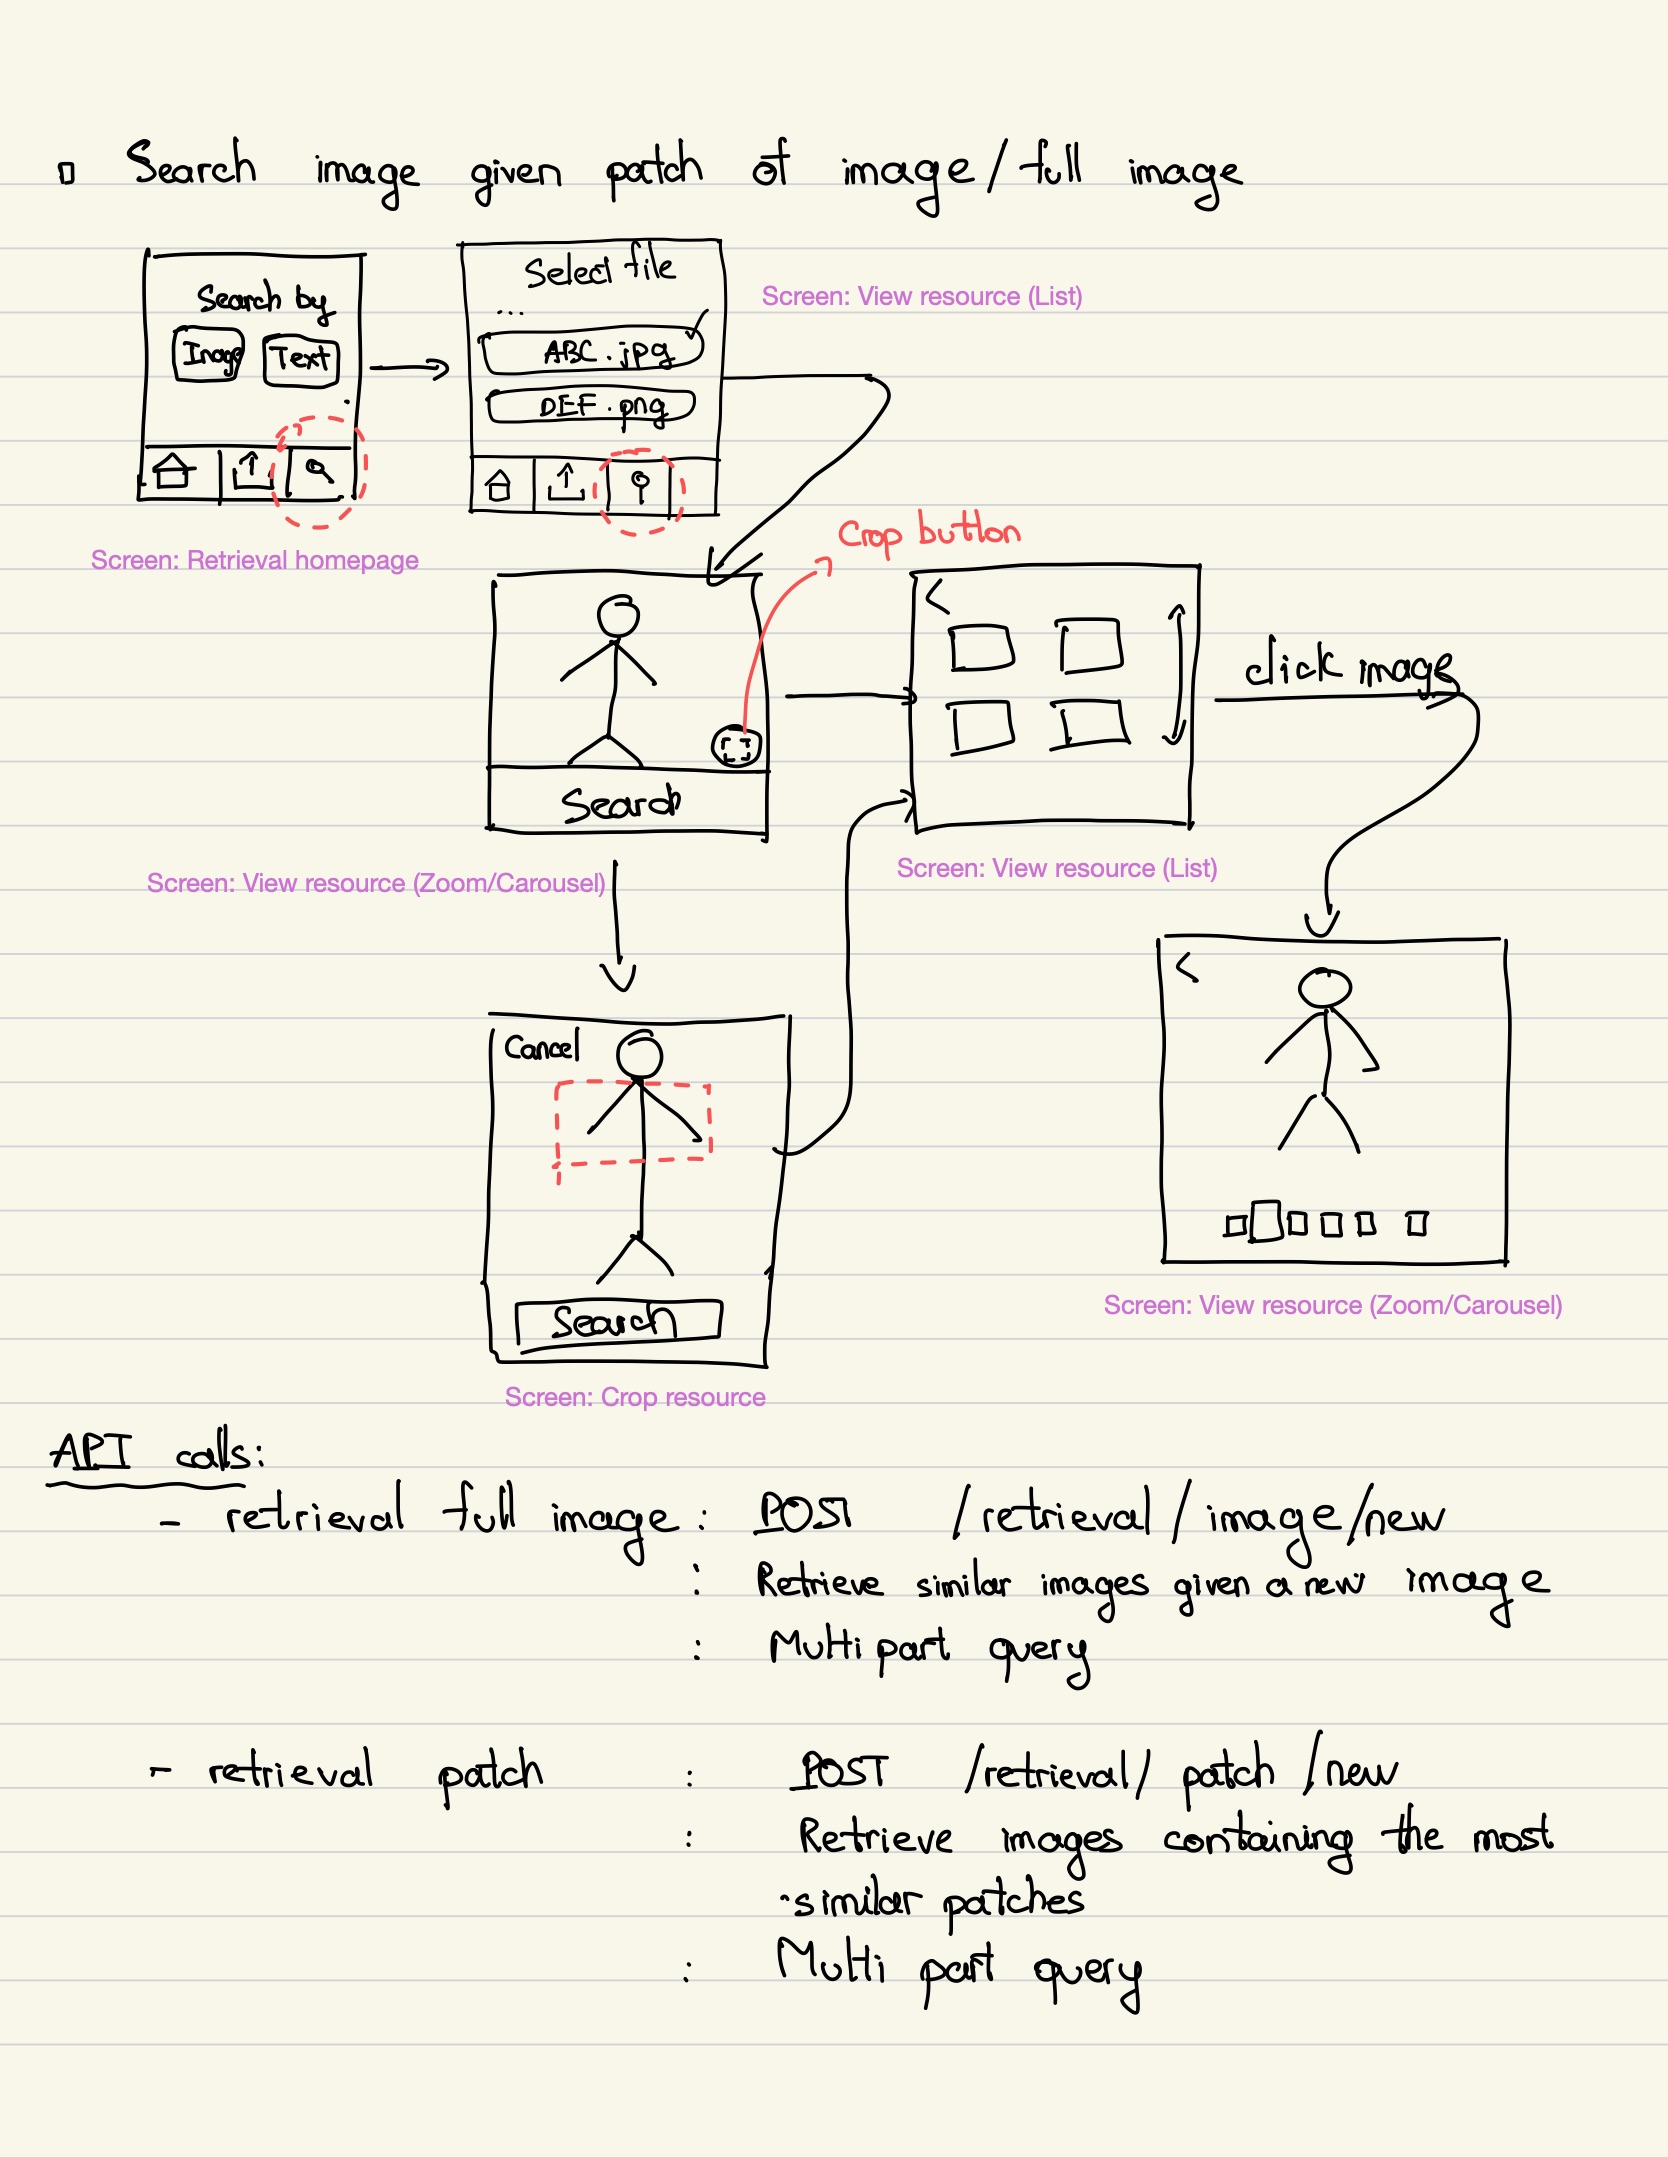 Search image given patch of image/full image
Search by
Image Text
Select file
...
ABC.jpg
DEF.png
Screen: View resource (List)
Screen: Retrieval homepage
Crop button
Search
Screen: View resource (Zoom/Carousel)
Screen: View resource (List)
click image
Cancel
Search
Screen: Crop resource
Screen: View resource (Zoom/Carousel)
API calls:
- retrieval full image : POST /retrieval/image/new
: Retrieve similar images given a new image
: Multipart query
- retrieval patch : POST /retrieval/patch/new
: Retrieve images containing the most
similar patches
: Multi part query